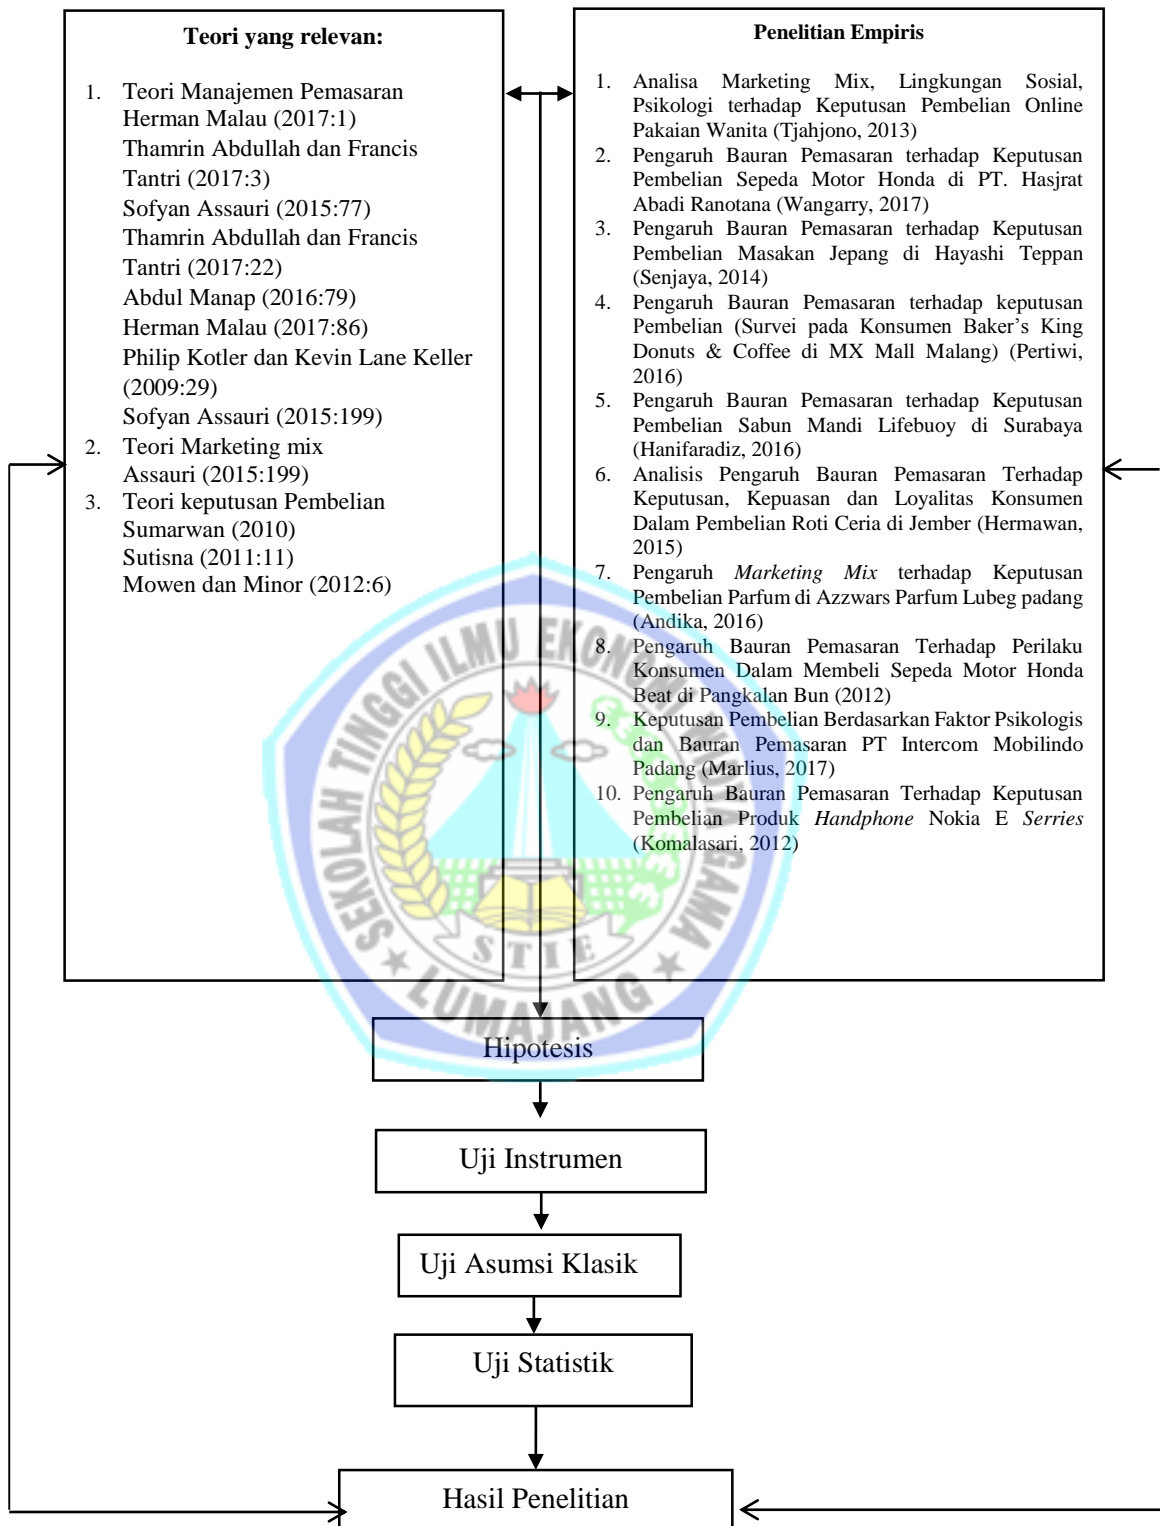 Teori yang relevan:
1. Teori Manajemen Pemasaran
Herman Malau (2017:1)
Thamrin Abdullah dan Francis
Tantri (2017:3)
Sofyan Assauri (2015:77)
Thamrin Abdullah dan Francis
Tantri (2017:22)
Abdul Manap (2016:79)
Herman Malau (2017:86)
Philip Kotler dan Kevin Lane Keller
(2009:29)
Sofyan Assauri (2015:199)
2. Teori Marketing mix
Assauri (2015:199)
3. Teori keputusan Pembelian
Sumarwan (2010)
Sutisna (2011:11)
Mowen dan Minor (2012:6)
Penelitian Empiris
1. Analisa Marketing Mix, Lingkungan Sosial,
Psikologi terhadap Keputusan Pembelian Online
Pakaian Wanita (Tjahjono, 2013)
2. Pengaruh Bauran Pemasaran terhadap Keputusan
Pembelian Sepeda Motor Honda di PT. Hasjrat
Abadi Ranotana (Wangarry, 2017)
3. Pengaruh Bauran Pemasaran terhadap Keputusan
Pembelian Masakan Jepang di Hayashi Teppan
(Senjaya, 2014)
4. Pengaruh Bauran Pemasaran terhadap keputusan
Pembelian (Survei pada Konsumen Baker’s King
Donuts & Coffee di MX Mall Malang) (Pertiwi,
2016)
5. Pengaruh Bauran Pemasaran terhadap Keputusan
Pembelian Sabun Mandi Lifebuoy di Surabaya
(Hanifaradiz, 2016)
6. Analisis Pengaruh Bauran Pemasaran Terhadap
Keputusan, Kepuasan dan Loyalitas Konsumen
Dalam Pembelian Roti Ceria di Jember (Hermawan,
2015)
7. Pengaruh Marketing Mix terhadap Keputusan
Pembelian Parfum di Azzwars Parfum Lubeg padang
(Andika, 2016)
8. Pengaruh Bauran Pemasaran Terhadap Perilaku
Konsumen Dalam Membeli Sepeda Motor Honda
Beat di Pangkalan Bun (2012)
9. Keputusan Pembelian Berdasarkan Faktor Psikologis
dan Bauran Pemasaran PT Intercom Mobilindo
Padang (Marlius, 2017)
10. Pengaruh Bauran Pemasaran Terhadap Keputusan
Pembelian Produk Handphone Nokia E Serries
(Komalasari, 2012)
SEKOLAH TINGGI ILMU EKONOMI WIDYA GAMA
STIE
LUMAJANG
Hipotesis
Uji Instrumen
Uji Asumsi Klasik
Uji Statistik
Hasil Penelitian